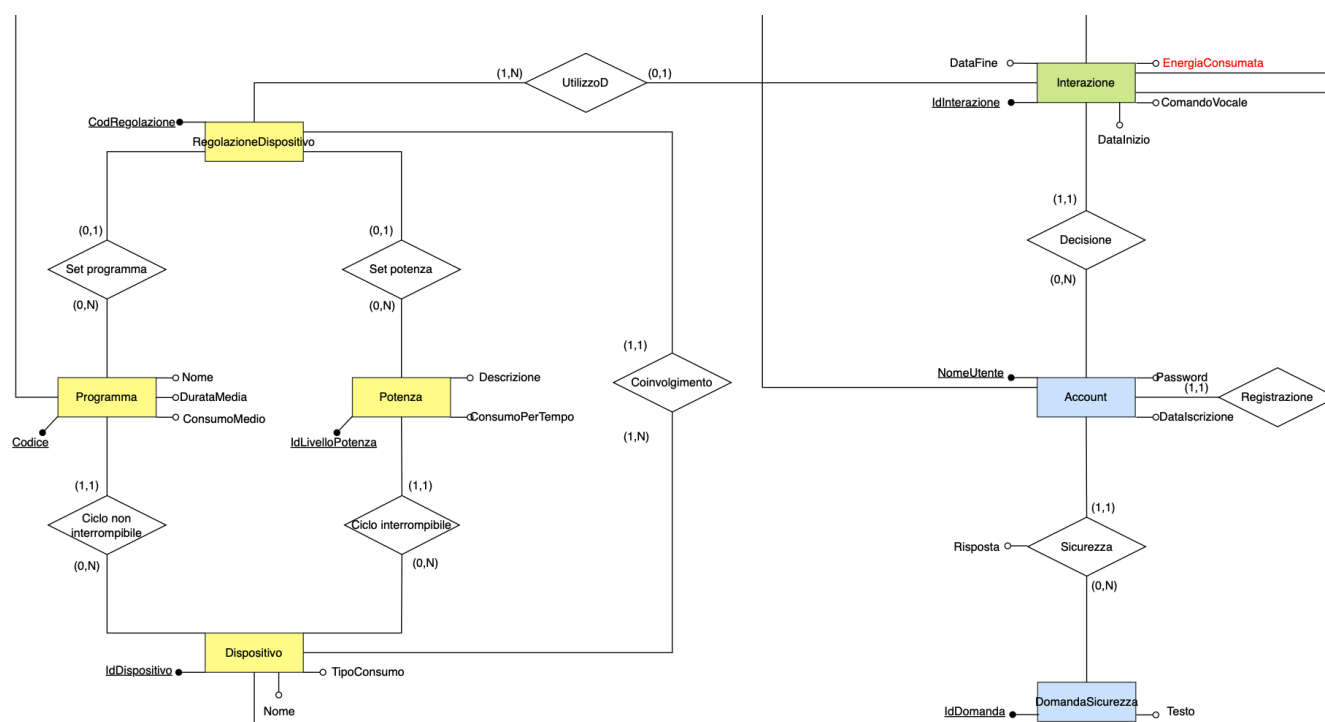 (1,N)
UtilizzoD
(0,1)
DataFine
EnergiaConsumata
Interazione
IdInterazione
ComandoVocale
DataInizio
CodRegolazione
RegolazioneDispositivo
(0,1)
Set programma
(0,N)
(0,1)
Set potenza
(0,N)
(1,1)
Decisione
(0,N)
(1,1)
Coinvolgimento
(1,N)
Nome
Programma
DurataMedia
ConsumoMedio
Codice
Descrizione
Potenza
ConsumoPerTempo
IdLivelloPotenza
NomeUtente
Password
Account
(1,1)
Registrazione
DataIscrizione
(1,1)
Ciclo non
interrompibile
(0,N)
(1,1)
Ciclo interrompibile
(0,N)
(1,1)
Risposta
Sicurezza
(0,N)
Dispositivo
IdDispositivo
TipoConsumo
Nome
DomandaSicurezza
IdDomanda
Testo